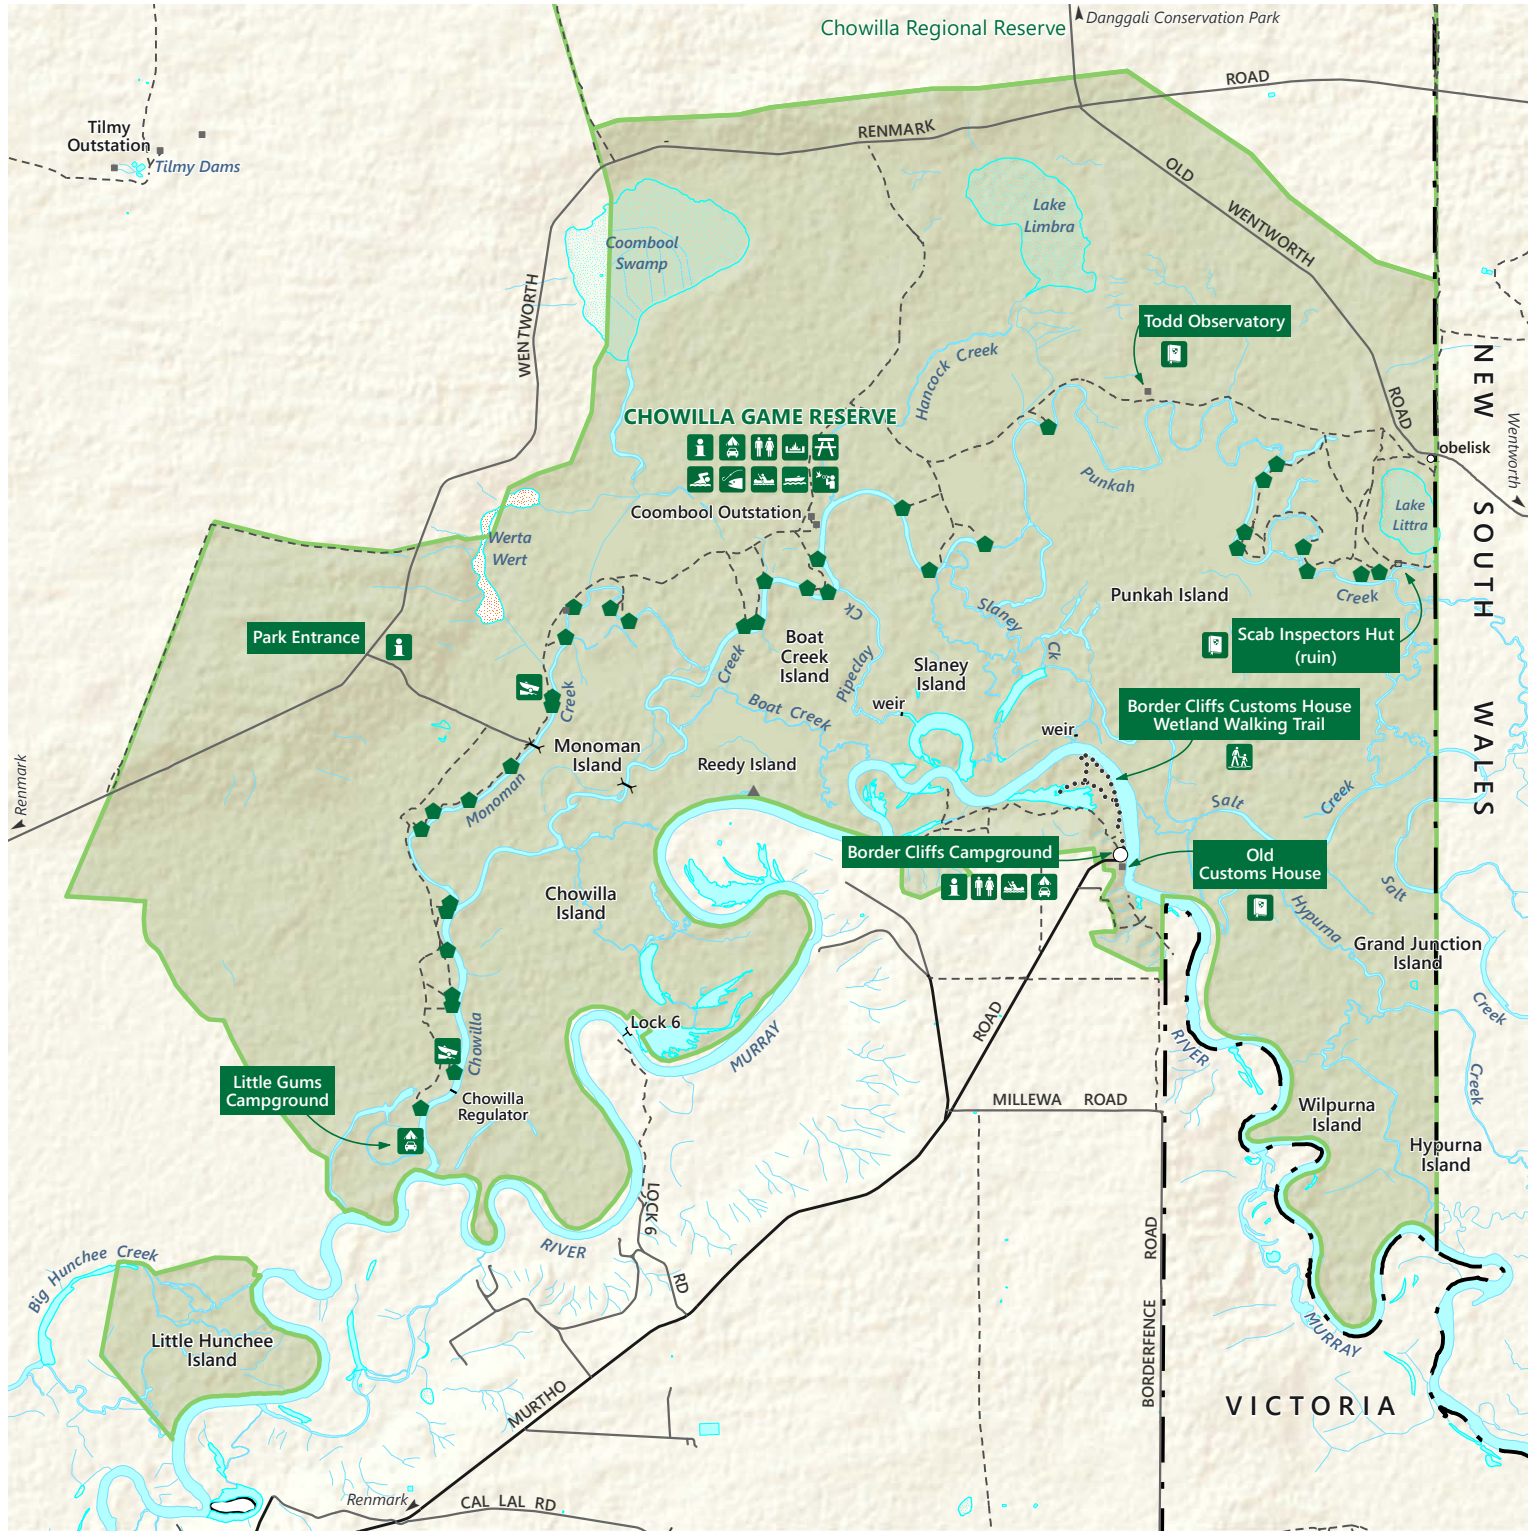 Chowilla Regional Reserve
Danggali Conservation Park
ROAD
RENMARK
Tilmy
Outstation
Tilmy Dams
OLD
Lake
Limbra
WENTWORTH
Coombool
Swamp
WENTWORTH
Todd Observatory
Hancock Creek
NEW SOUTH WALES
ROAD
CHOWILLA GAME RESERVE
Wentworth
obelisk
Punkah
Lake
Littra
Coombool Outstation
Werta
Wert
Creek
Punkah Island
Slaney
Ck
Ck
Park Entrance
Boat
Creek
Island
Scab Inspectors Hut
(ruin)
Creek
Pipeclay
Slaney
Island
Creek
Boat Creek
weir
Border Cliffs Customs House
Wetland Walking Trail
weir
Monoman
Island
Reedy Island
Renmark
Monoman
Salt
Creek
Border Cliffs Campground
Old
Customs House
Chowilla
Island
Salt
Hypurna
Grand Junction
Island
Creek
Lock 6
MURRAY
ROAD
RIVER
Chowilla
Creek
Little Gums
Campground
Chowilla
Regulator
MILLEWA ROAD
Wilpurna
Island
Hypurna
Island
LOCK 6
RD
RIVER
ROAD
Big Hunchee Creek
Little Hunchee
Island
MURRAY
BORDERFENCE
MURTHO
VICTORIA
Renmark
CAL LAL RD